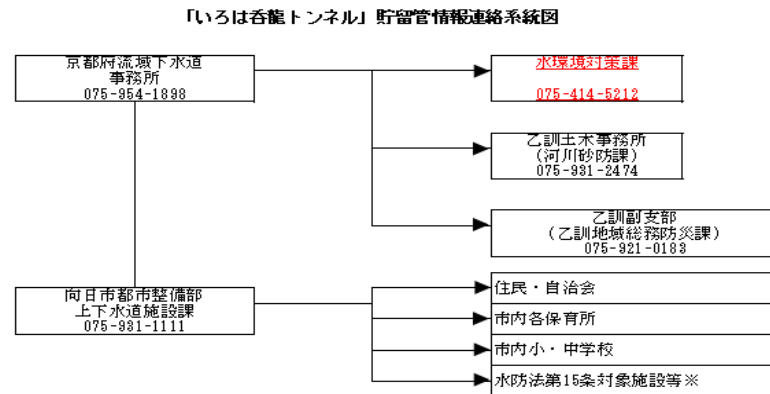 「いろは呑龍トンネル」貯留管情報連絡系統図
京都府流域下水道
事務所
075-954-1898
水環境対策課
075-414-5212
乙訓土木事務所
(河川砂防課)
075-931-2474
乙訓副支部
(乙訓地域総務防災課)
075-921-0183
向日市都市整備部
上下水道施設課
075-931-1111
住民・自治会
市内各保育所
市内小・中学校
水防法第15条対象施設等※